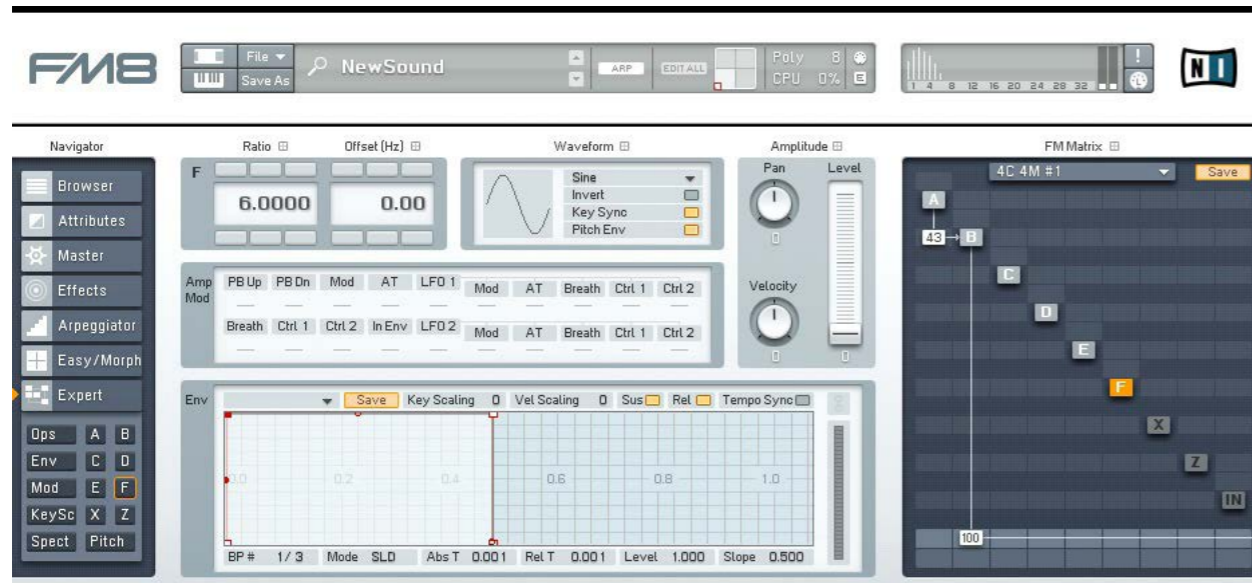 FM8
File
Save As
NewSound
ARP
EDIT ALL
Poly 8
CPU 0%
1 4 8 12 16 20 24 28 32
!
NI
Navigator
Browser
Attributes
Master
Effects
Arpeggiator
Easy/Morph
Expert
Ops A B
Env C D
Mod E F
KeySc X Z
Spect Pitch
Ratio
Offset (Hz)
F
6.0000
0.00
Waveform
Sine
Invert
Key Sync
Pitch Env
Amplitude
Pan
Level
0
Velocity
0 0
Amp Mod
PB Up PB Dn Mod AT LFO 1 Mod AT Breath Ctrl 1 Ctrl 2
Breath Ctrl 1 Ctrl 2 In Env LFO 2 Mod AT Breath Ctrl 1 Ctrl 2
Env
Save Key Scaling 0 Vel Scaling 0 Sus Rel Tempo Sync
0.0 0.2 0.4 0.6 0.8 1.0
BP # 1/ 3 Mode SLD Abs T 0.001 Rel T 0.001 Level 1.000 Slope 0.500
FM Matrix
4C 4M #1
Save
A
43 B
C
D
E
F
X
Z
IN
100